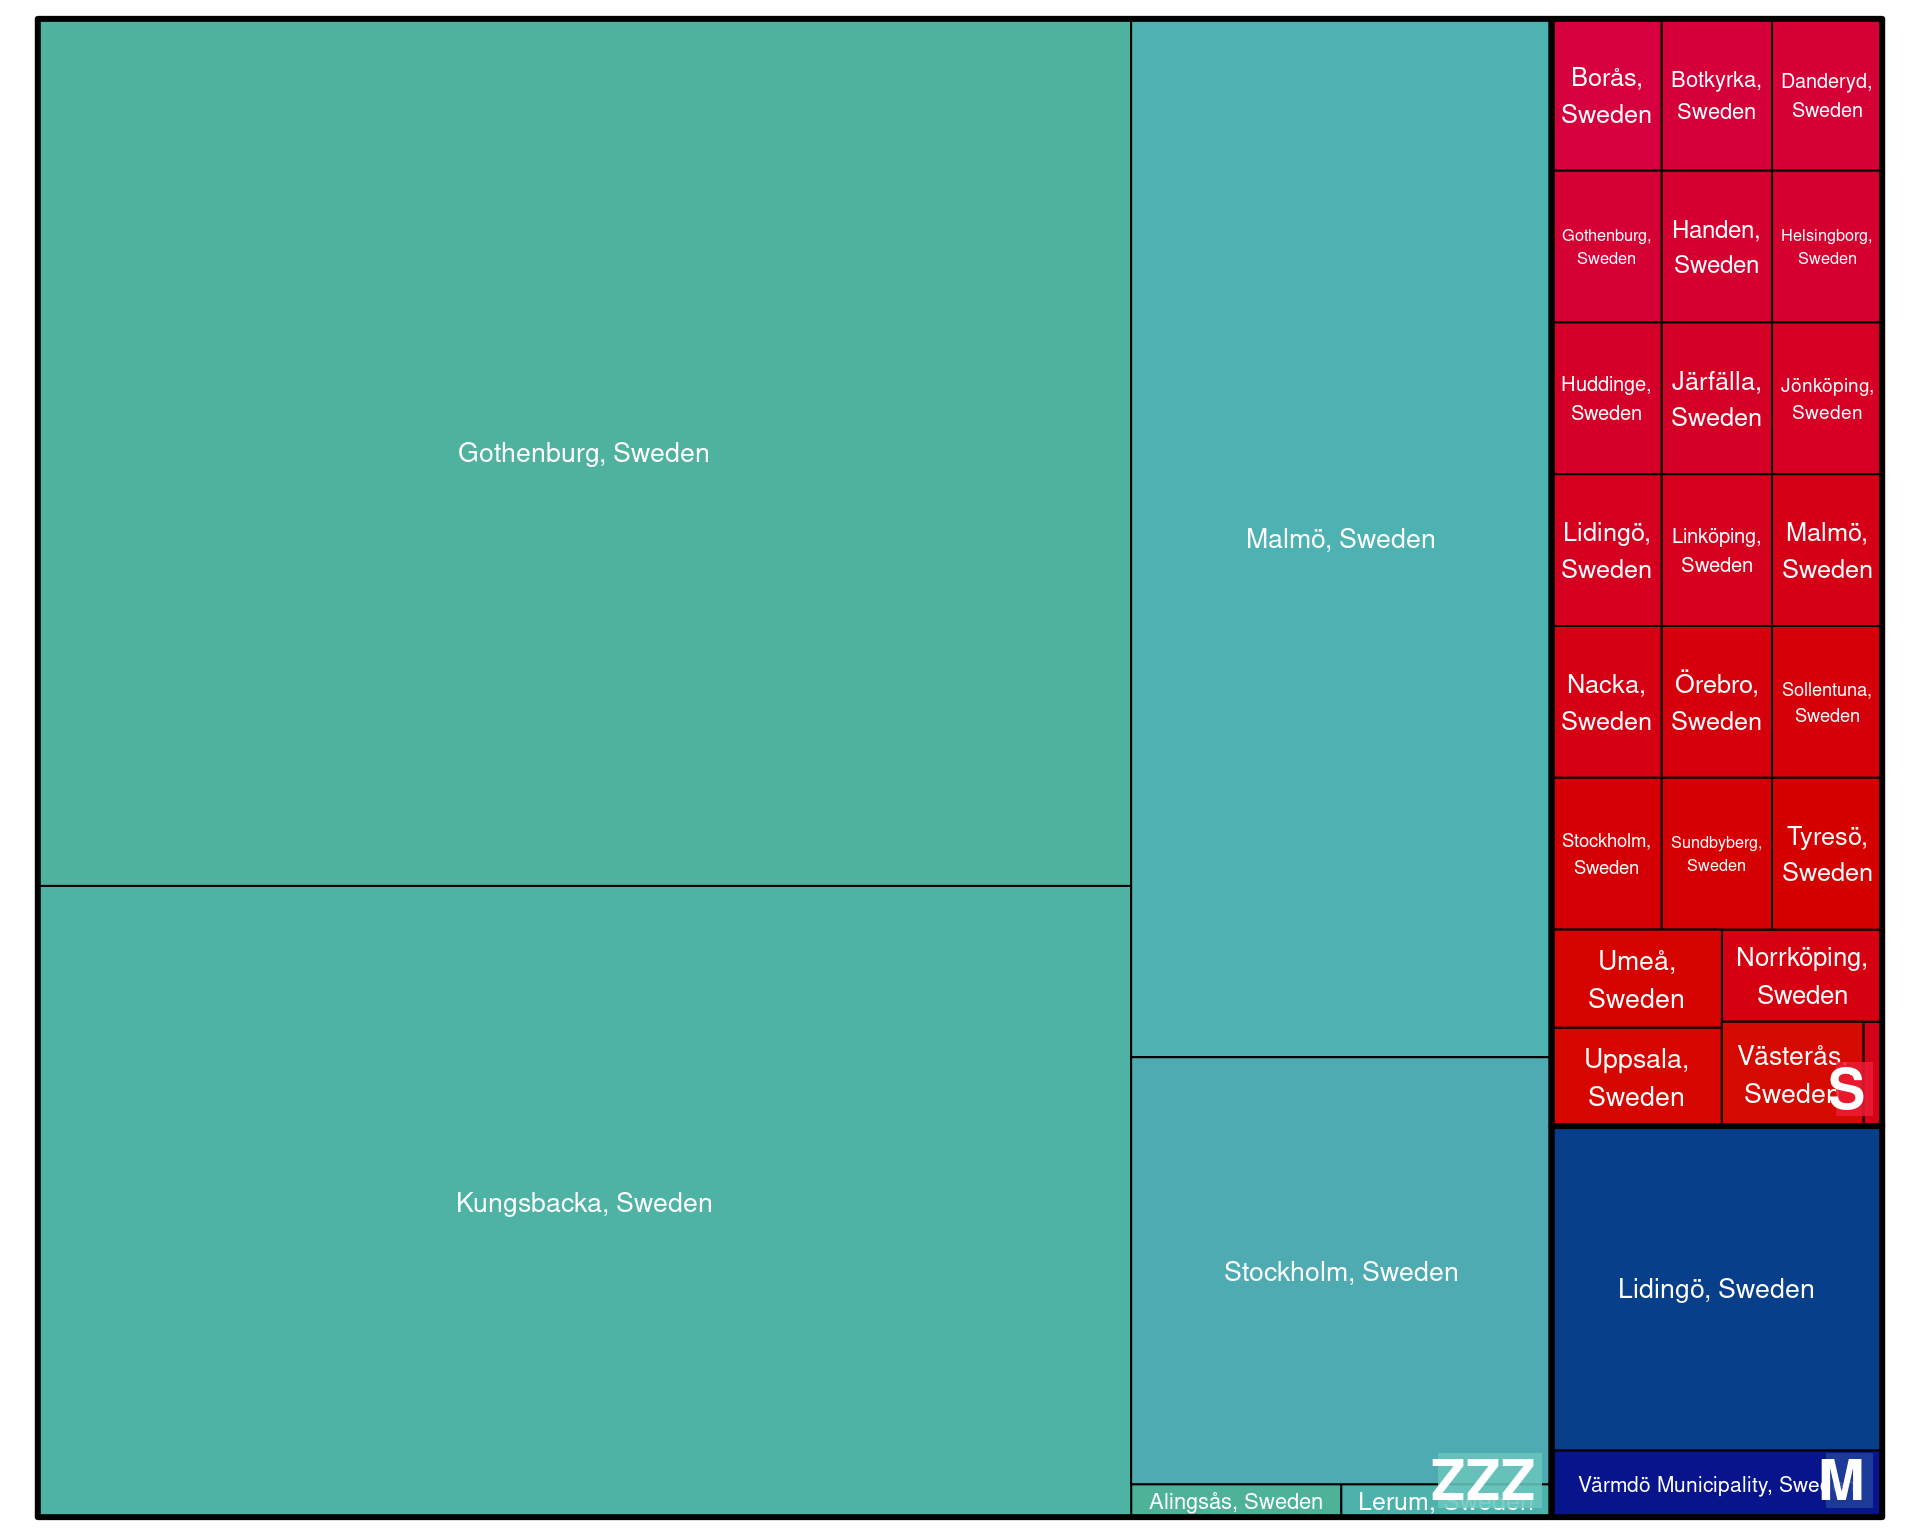 Gothenburg, Sweden
Kungsbacka, Sweden
Malmö, Sweden
Stockholm, Sweden
Alingsås, Sweden
Lerum, Sweden
ZZZ
Borås,
Sweden
Botkyrka,
Sweden
Danderyd,
Sweden
Gothenburg,
Sweden
Handen,
Sweden
Helsingborg,
Sweden
Huddinge,
Sweden
Järfälla,
Sweden
Jönköping,
Sweden
Lidingö,
Sweden
Linköping,
Sweden
Malmö,
Sweden
Nacka,
Sweden
Örebro,
Sweden
Sollentuna,
Sweden
Stockholm,
Sweden
Sundbyberg,
Sweden
Tyresö,
Sweden
Umeå,
Sweden
Norrköping,
Sweden
Uppsala,
Sweden
Västerås,
Sweden
S
Lidingö, Sweden
Värmdö Municipality, Sweden
M